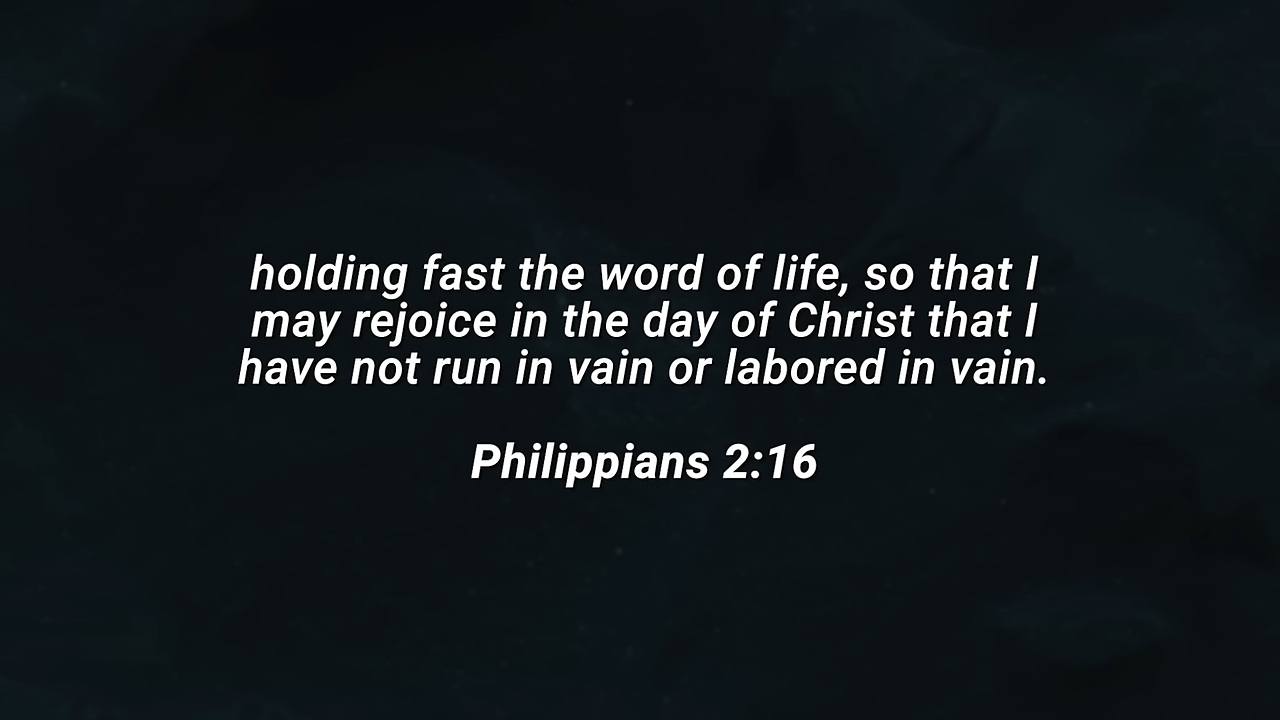 holding fast the word of life, so that I
may rejoice in the day of Christ that I
have not run in vain or labored in vain.
Philippians 2:16